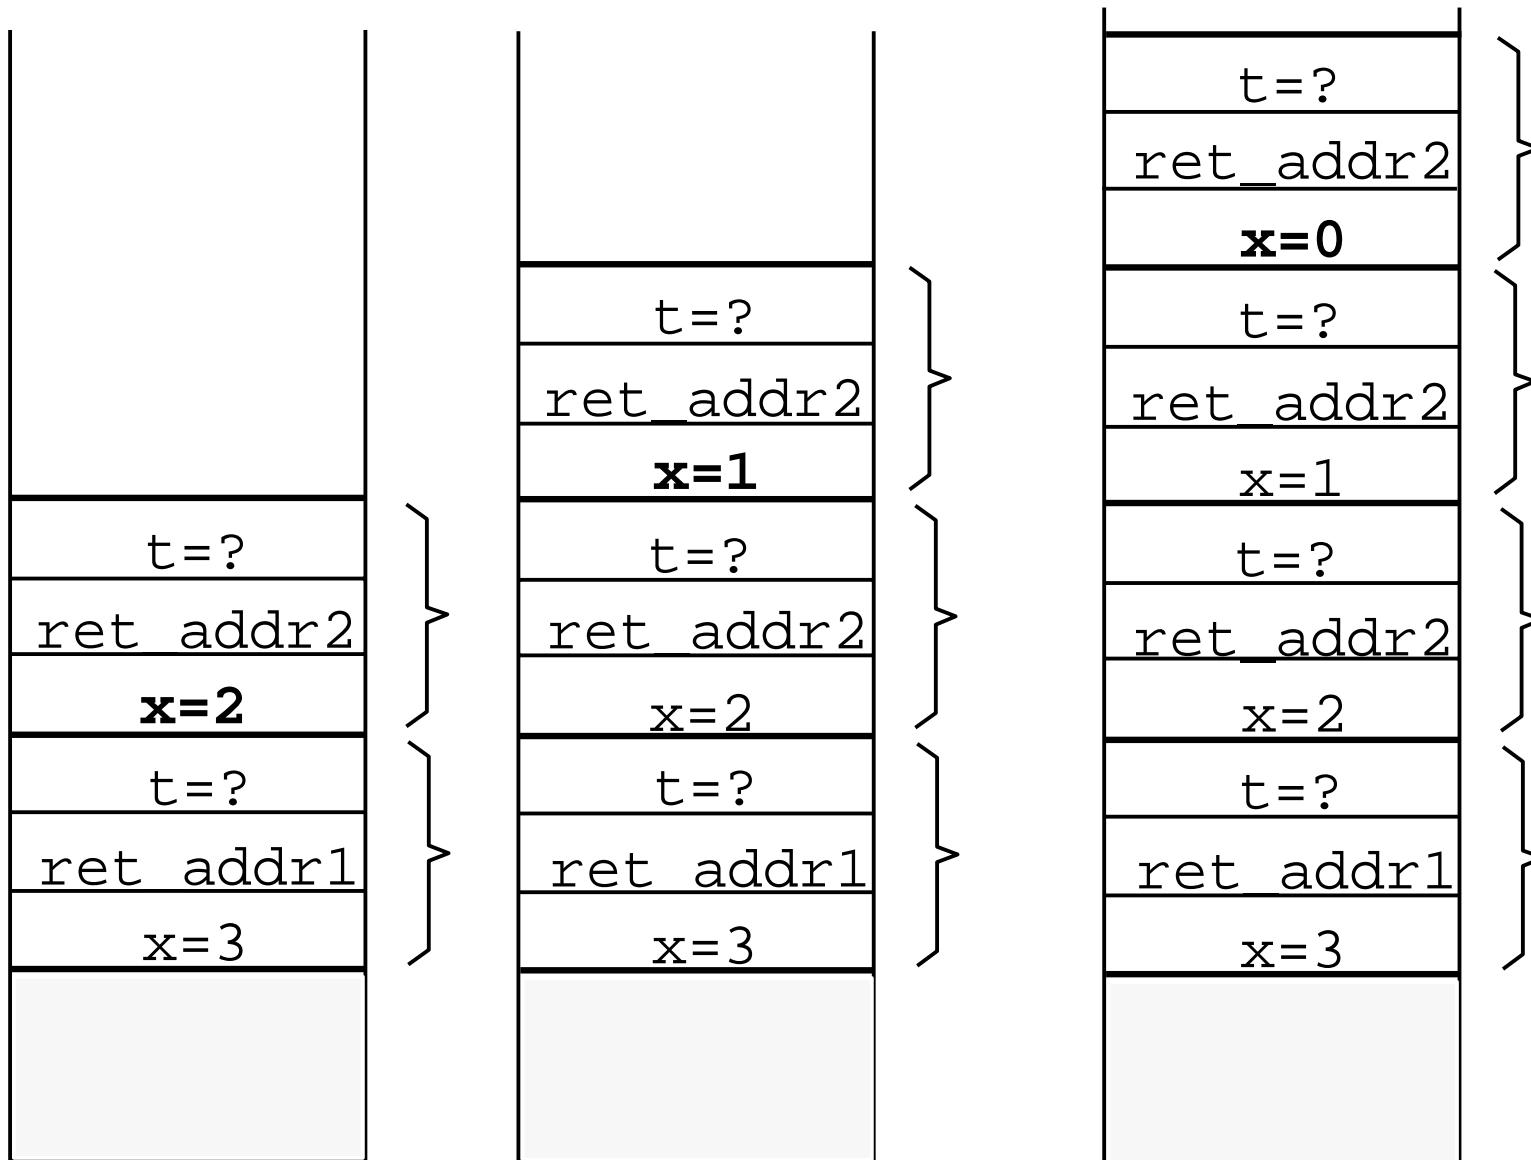 t=?
ret_addr2
x=2
t=?
ret_addr1
x=3
t=?
ret_addr2
x=1
t=?
ret_addr2
x=2
t=?
ret_addr1
x=3
t=?
ret_addr2
x=0
t=?
ret_addr2
x=1
t=?
ret_addr2
x=2
t=?
ret_addr1
x=3